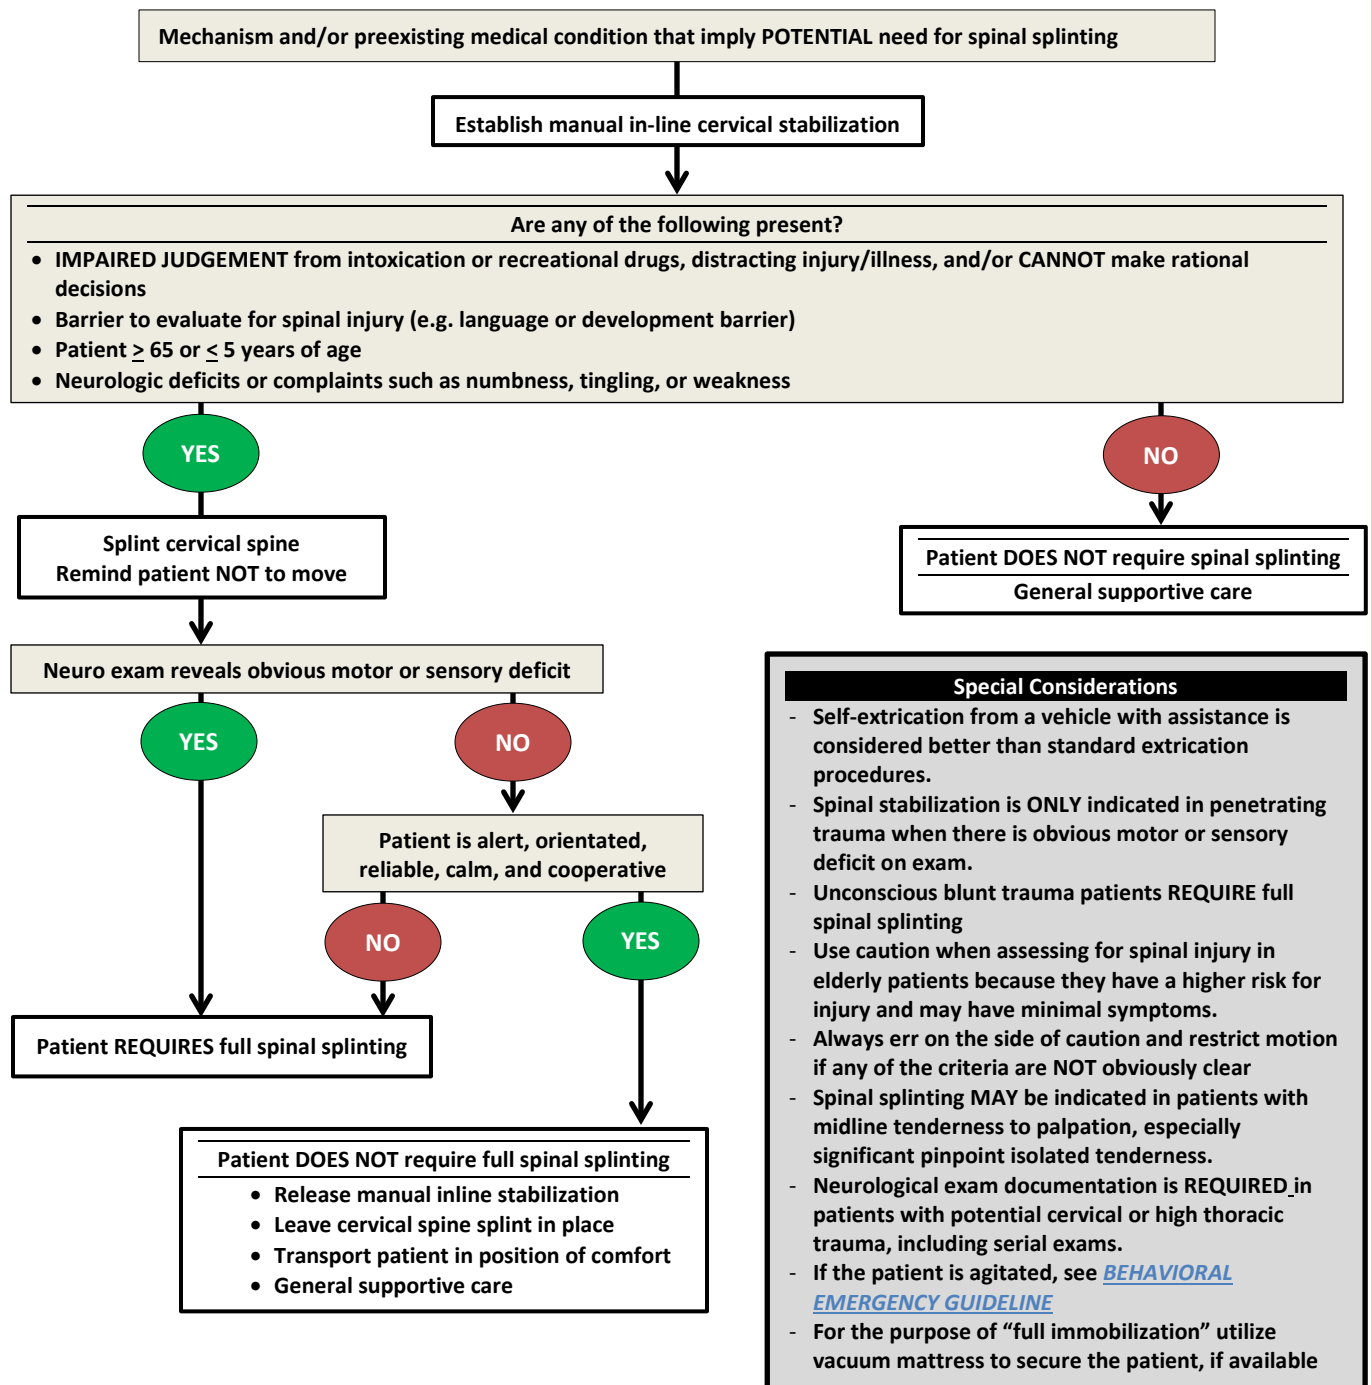 Mechanism and/or preexisting medical condition that imply POTENTIAL need for spinal splinting
Establish manual in-line cervical stabilization
Are any of the following present?
• IMPAIRED JUDGEMENT from intoxication or recreational drugs, distracting injury/illness, and/or CANNOT make rational
decisions
• Barrier to evaluate for spinal injury (e.g. language or development barrier)
• Patient > 65 or < 5 years of age
• Neurologic deficits or complaints such as numbness, tingling, or weakness
YES
NO
Splint cervical spine
Remind patient NOT to move
Patient DOES NOT require spinal splinting
General supportive care
Neuro exam reveals obvious motor or sensory deficit
YES
NO
Patient is alert, orientated,
reliable, calm, and cooperative
NO
YES
Patient REQUIRES full spinal splinting
Patient DOES NOT require full spinal splinting
• Release manual inline stabilization
• Leave cervical spine splint in place
• Transport patient in position of comfort
• General supportive care
Special Considerations
- Self-extrication from a vehicle with assistance is
considered better than standard extrication
procedures.
- Spinal stabilization is ONLY indicated in penetrating
trauma when there is obvious motor or sensory
deficit on exam.
- Unconscious blunt trauma patients REQUIRE full
spinal splinting
- Use caution when assessing for spinal injury in
elderly patients because they have a higher risk for
injury and may have minimal symptoms.
- Always err on the side of caution and restrict motion
if any of the criteria are NOT obviously clear
- Spinal splinting MAY be indicated in patients with
midline tenderness to palpation, especially
significant pinpoint isolated tenderness.
- Neurological exam documentation is REQUIRED in
patients with potential cervical or high thoracic
trauma, including serial exams.
- If the patient is agitated, see BEHAVIORAL
EMERGENCY GUIDELINE
- For the purpose of “full immobilization” utilize
vacuum mattress to secure the patient, if available